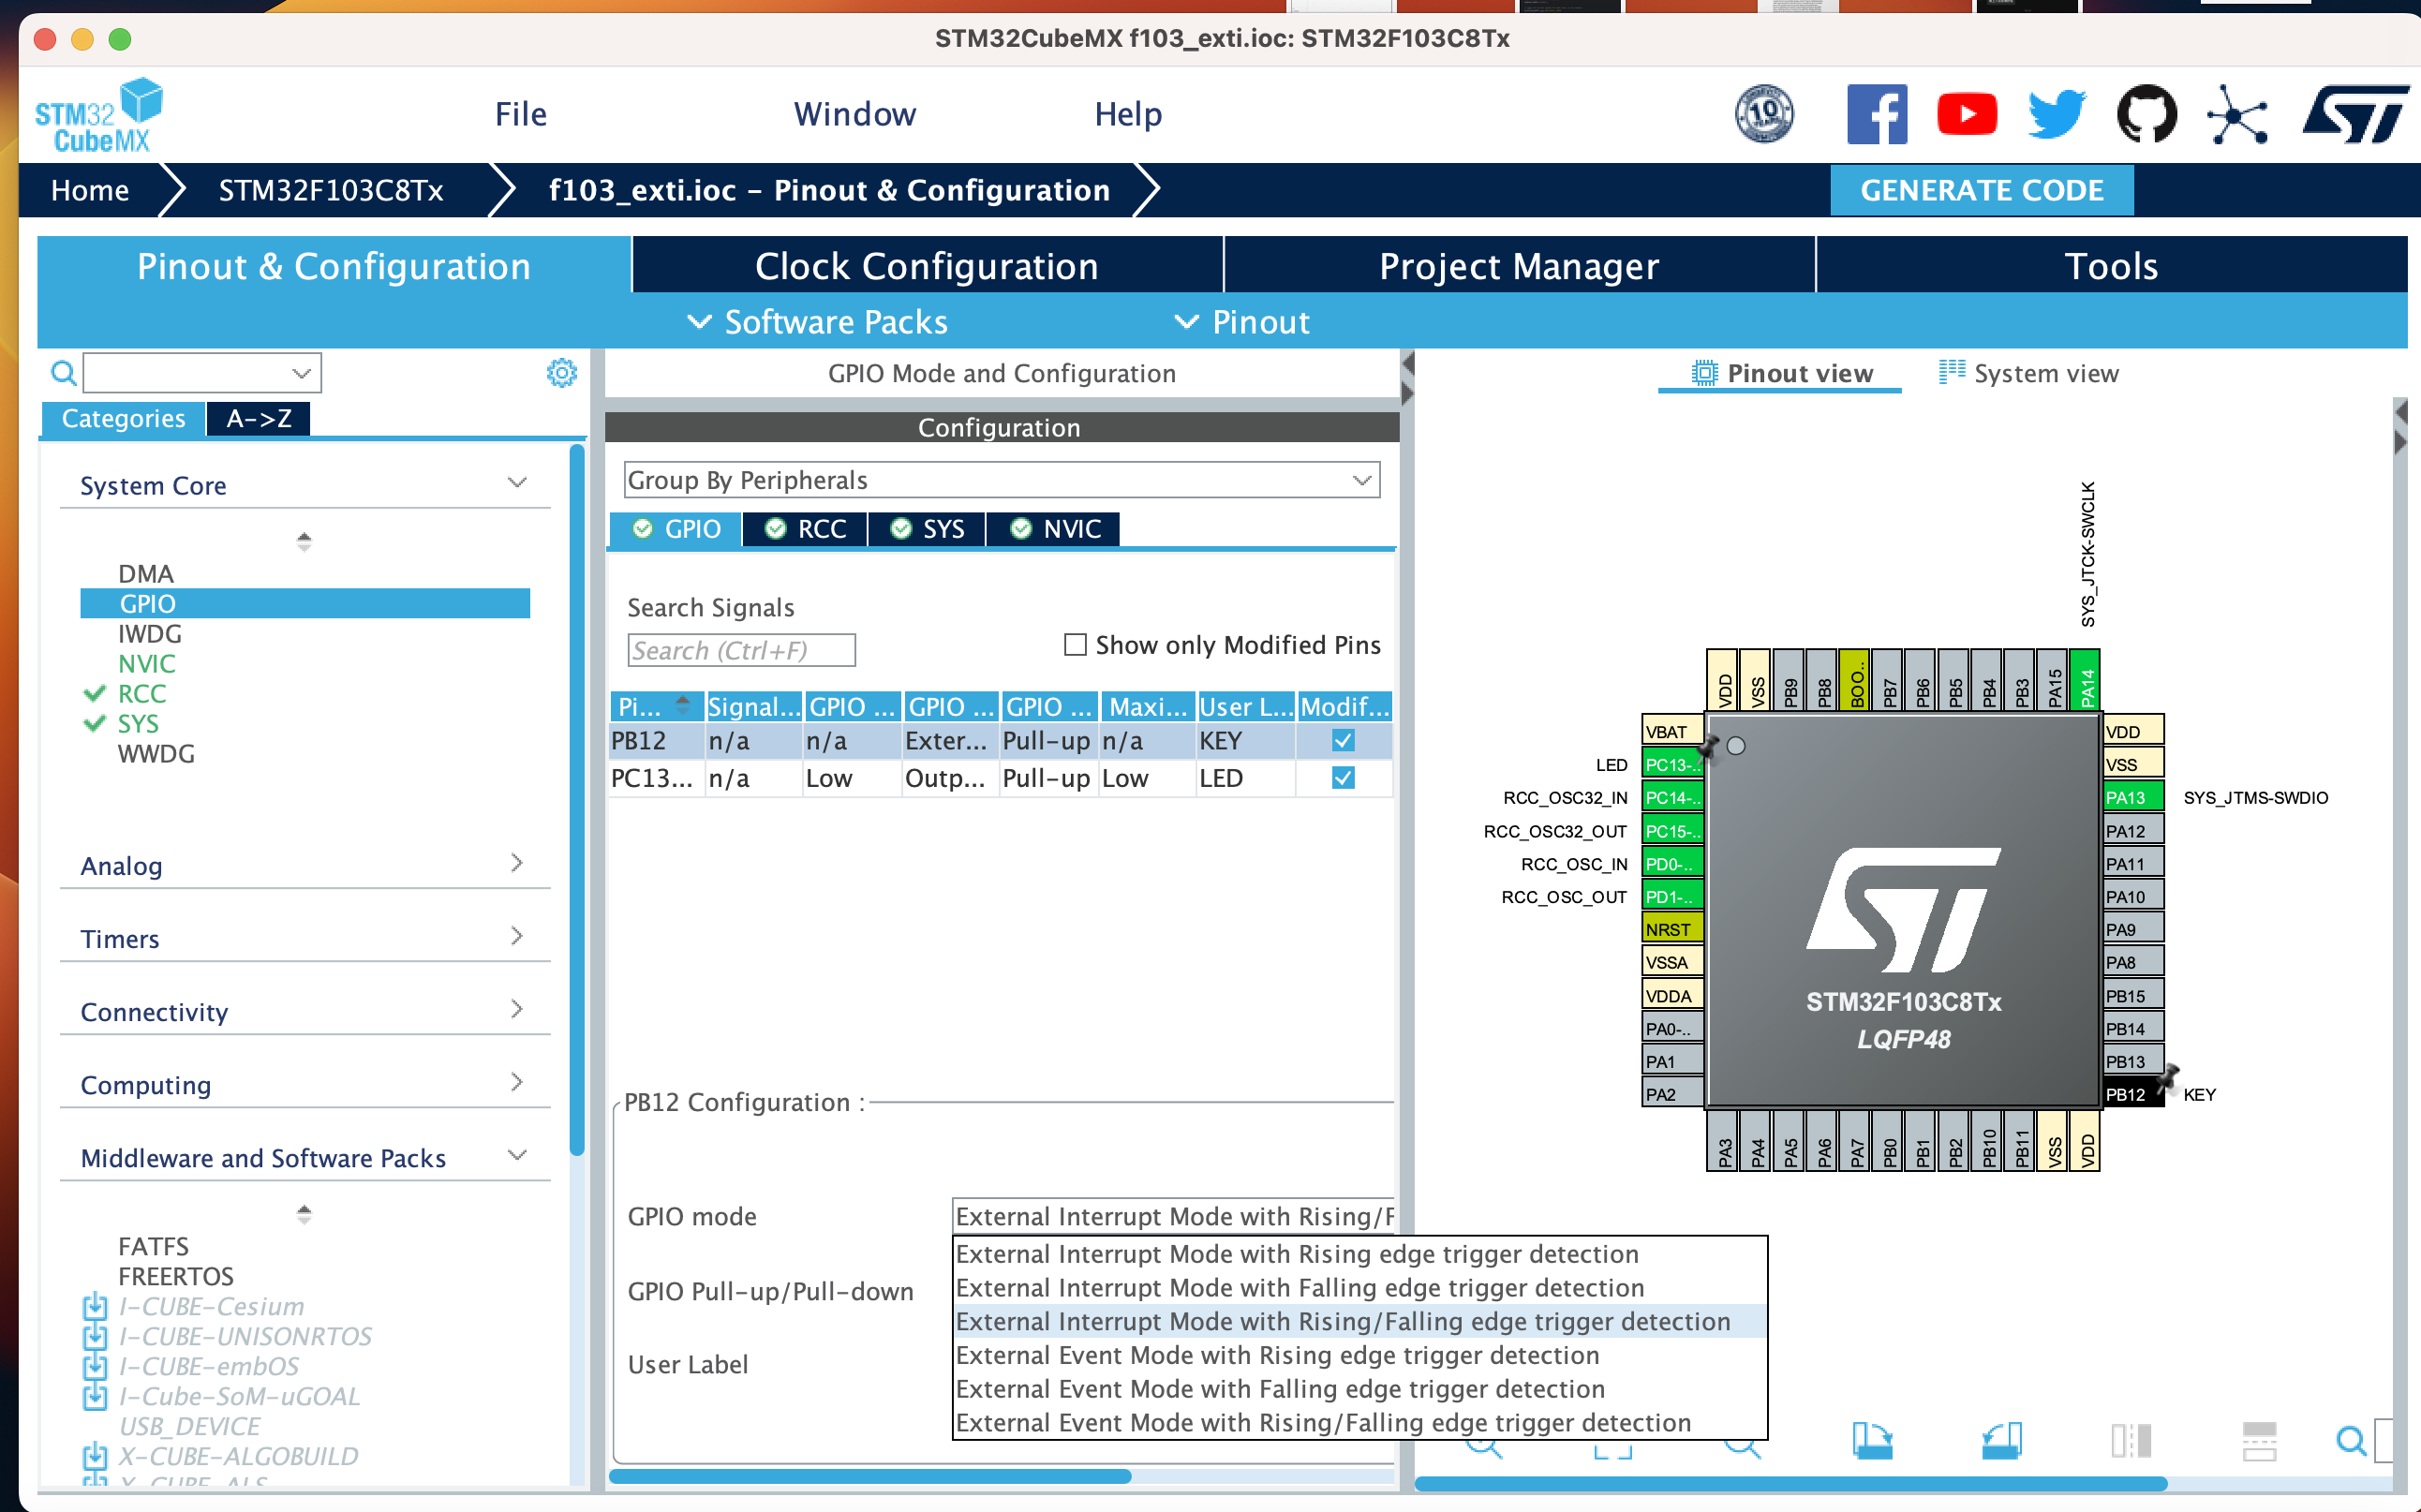 STM32CubeMX f103_exti.ioc: STM32F103C8Tx
STM32
CubeMX
File
Window
Help
10
YEARS
ST
Home
STM32F103C8Tx
f103_exti.ioc – Pinout & Configuration
GENERATE CODE
Pinout & Configuration
Clock Configuration
Project Manager
Tools
Software Packs
Pinout
Categories
A->Z
System Core
DMA
GPIO
IWDG
NVIC
RCC
SYS
WWDG
Analog
Timers
Connectivity
Computing
Middleware and Software Packs
FATFS
FREERTOS
I-CUBE-Cesium
I-CUBE-UNISONRTOS
I-CUBE-embOS
I-Cube-SoM-uGOAL
USB_DEVICE
X-CUBE-ALGOBUILD
X-CUBE-ALS
GPIO Mode and Configuration
Configuration
Group By Peripherals
GPIO RCC SYS NVIC
Search Signals
Search (Ctrl+F)
Show only Modified Pins
Pi... Signal... GPIO ... GPIO ... GPIO ... Maxi... User L... Modif...
PB12 n/a n/a Exter... Pull-up n/a KEY
PC13... n/a Low Outp... Pull-up Low LED
PB12 Configuration :
GPIO mode
External Interrupt Mode with Rising/F
External Interrupt Mode with Rising edge trigger detection
External Interrupt Mode with Falling edge trigger detection
External Interrupt Mode with Rising/Falling edge trigger detection
External Event Mode with Rising edge trigger detection
External Event Mode with Falling edge trigger detection
External Event Mode with Rising/Falling edge trigger detection
GPIO Pull-up/Pull-down
User Label
Pinout view
System view
SYS_JTCK-SWCLK
VDD VSS PB9 PB8 BOO.. PB7 PB6 PB5 PB4 PB3 PA15 PA14
VBAT
LED PC13-..
RCC_OSC32_IN PC14-..
RCC_OSC32_OUT PC15-..
RCC_OSC_IN PD0-..
RCC_OSC_OUT PD1-..
NRST
VSSA
VDDA
PA0-..
PA1
PA2
ST
STM32F103C8Tx
LQFP48
VDD
VSS
PA13 SYS_JTMS-SWDIO
PA12
PA11
PA10
PA9
PA8
PB15
PB14
PB13
PB12 KEY
PA3 PA4 PA5 PA6 PA7 PB0 PB1 PB2 PB10 PB11 VSS VDD